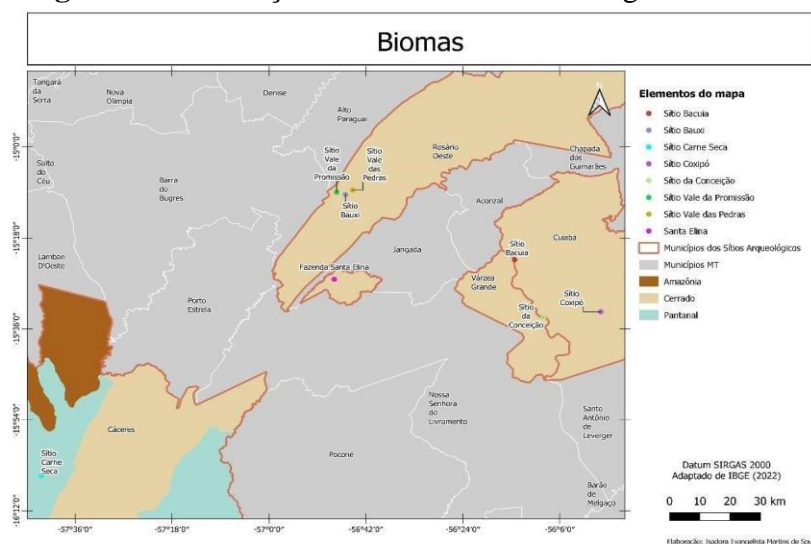 Biomas
Tangará
da
Serra
Nova
Olímpia
Denise
Alto
Paraguai
Salto
do
Céu
Barra
do
Bugres
Sítio
Vale
da
Promissão
Sítio
Vale
das
Pedras
Sítio
Bauxi
Rosário
Oeste
Chapada
dos
Guimarães
Acorizal
Cuiabá
Lambari
D'Oeste
Jangada
Sítio
Bacuia
Fazenda Santa Elina
Várzea
Grande
Porto
Estrela
Sítio
da
Conceição
Sítio
Coxipó
Nossa
Senhora
do
Livramento
Santo
Antônio
de
Leverger
Cáceres
Poconé
Sítio
Carne
Seca
Barão
de
Melgaço
-15°0'0"
-15°18'0"
-15°36'0"
-15°54'0"
-16°12'0"
-57°36'0"
-57°18'0"
-57°0'0"
-56°42'0"
-56°24'0"
-56°6'0"
Elementos do mapa
Sítio Bacuia
Sítio Bauxi
Sítio Carne Seca
Sítio Coxipó
Sítio da Conceição
Sítio Vale da Promissão
Sítio Vale das Pedras
Santa Elina
Municípios dos Sítios Arqueológicos
Municípios MT
Amazônia
Cerrado
Pantanal
Datum SIRGAS 2000
Adaptado de IBGE (2022)
0 10 20 30 km
Elaboração: Isadora Evangelista Martins de